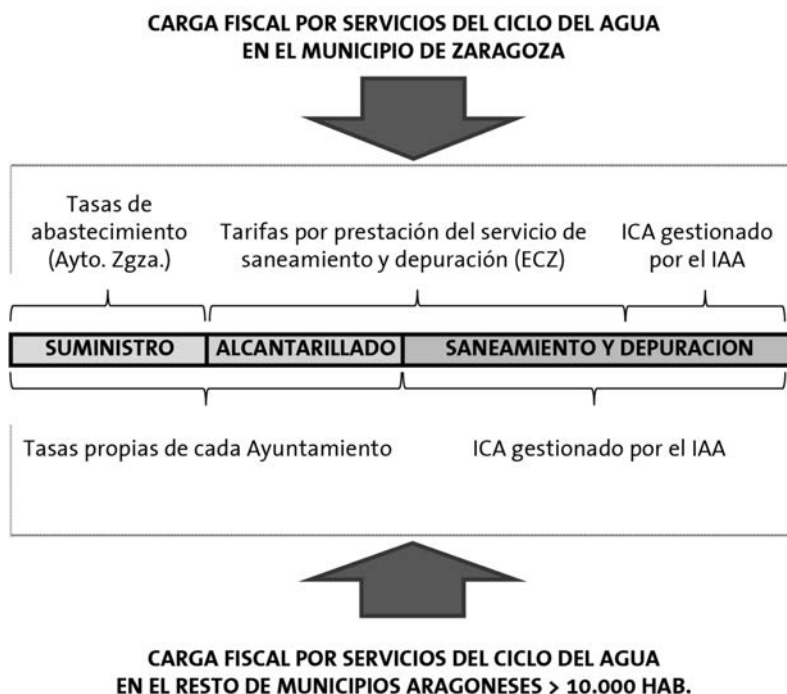 CARGA FISCAL POR SERVICIOS DEL CICLO DEL AGUA
EN EL MUNICIPIO DE ZARAGOZA
Tasas de
abastecimiento
(Ayto. Zgza.)
Tarifas por prestación del servicio de
saneamiento y depuración (ECZ)
ICA gestionado
por el IAA
SUMINISTRO
ALCANTARILLADO
SANEAMIENTO Y DEPURACION
Tasas propias de cada Ayuntamiento
ICA gestionado por el IAA
CARGA FISCAL POR SERVICIOS DEL CICLO DEL AGUA
EN EL RESTO DE MUNICIPIOS ARAGONESES > 10.000 HAB.